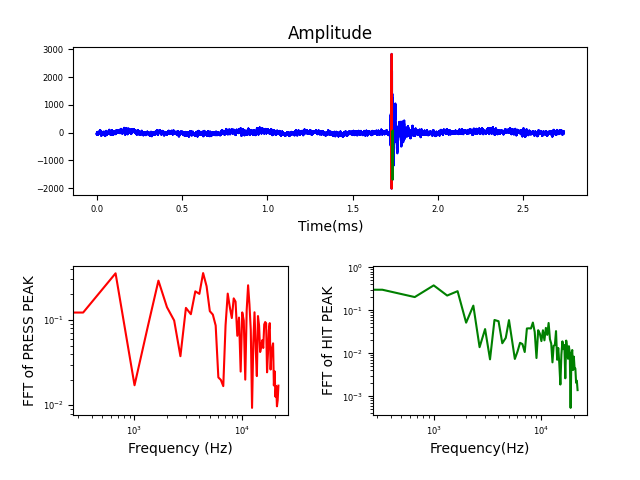 Amplitude
3000
2000
1000
0
−1000
−2000
0.0 0.5 1.0 1.5 2.0 2.5
Time(ms)
FFT of PRESS PEAK
10⁻¹
10⁻²
10³ 10⁴
Frequency (Hz)
FFT of HIT PEAK
10⁰
10⁻¹
10⁻²
10⁻³
10³ 10⁴
Frequency(Hz)